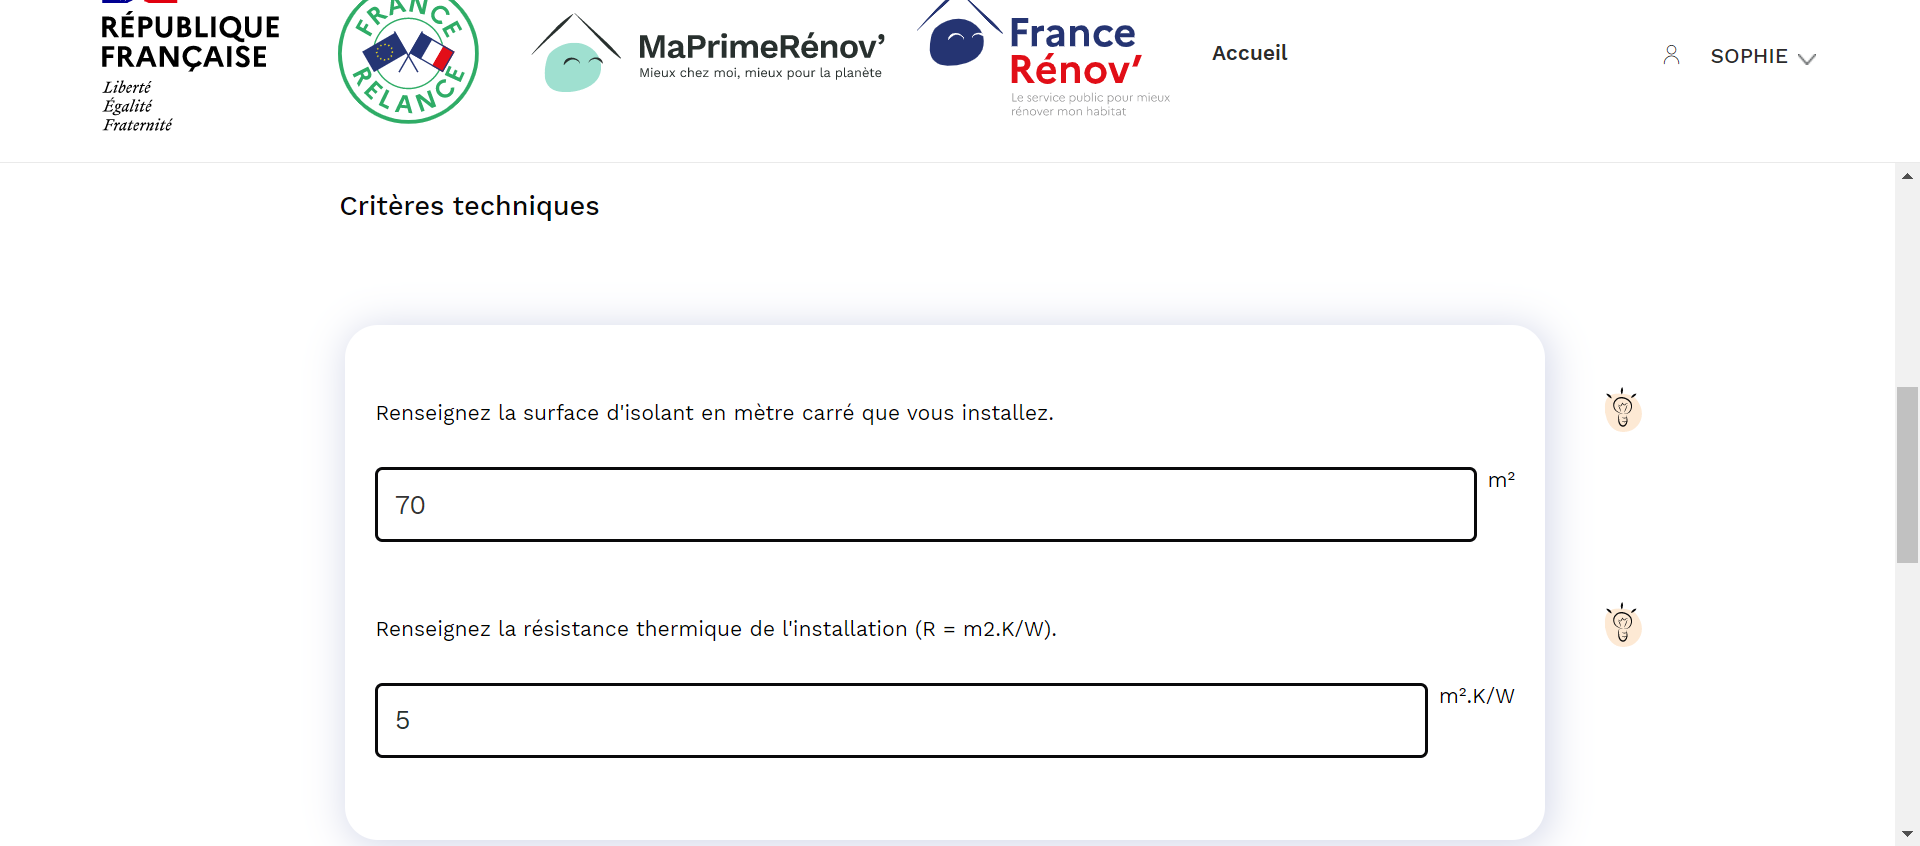 RÉPUBLIQUE
FRANÇAISE
Liberté
Égalité
Fraternité
FRANCE
RELANCE
MaPrimeRénov’
Mieux chez moi, mieux pour la planète
France
Rénov’
Le service public pour mieux
rénover mon habitat
Accueil
SOPHIE
Critères techniques
Renseignez la surface d'isolant en mètre carré que vous installez.
70
m²
Renseignez la résistance thermique de l'installation (R = m2.K/W).
5
m².K/W